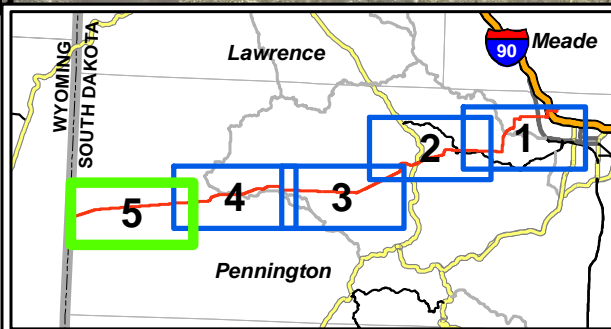 WYOMING
SOUTH DAKOTA
Lawrence
90
Meade
1
2
3
4
5
Pennington